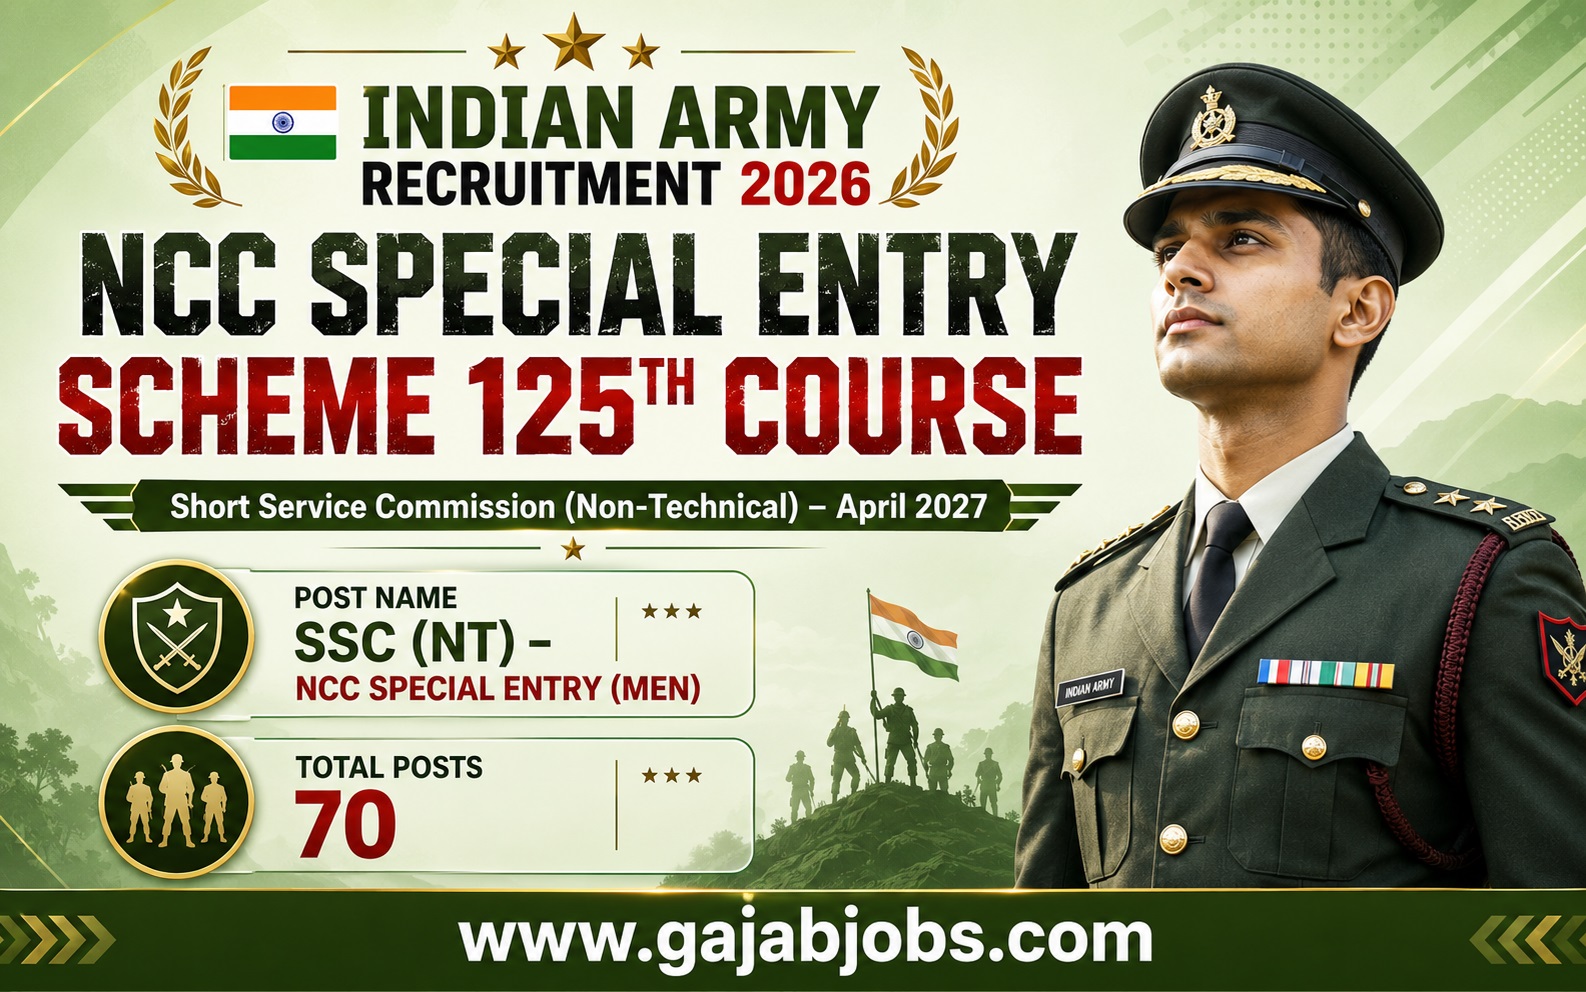 INDIAN ARMY
RECRUITMENT 2026
NCC SPECIAL ENTRY
SCHEME 125TH COURSE
Short Service Commission (Non-Technical) – April 2027
POST NAME
SSC (NT) –
NCC SPECIAL ENTRY (MEN)
TOTAL POSTS
70
INDIAN ARMY
www.gajabjobs.com